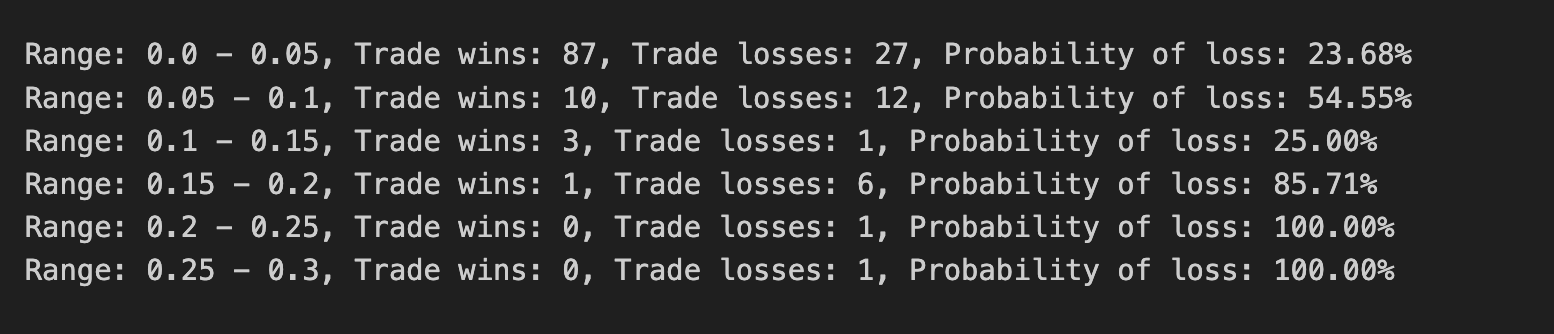 Range: 0.0 – 0.05, Trade wins: 87, Trade losses: 27, Probability of loss: 23.68%
Range: 0.05 – 0.1, Trade wins: 10, Trade losses: 12, Probability of loss: 54.55%
Range: 0.1 – 0.15, Trade wins: 3, Trade losses: 1, Probability of loss: 25.00%
Range: 0.15 – 0.2, Trade wins: 1, Trade losses: 6, Probability of loss: 85.71%
Range: 0.2 – 0.25, Trade wins: 0, Trade losses: 1, Probability of loss: 100.00%
Range: 0.25 – 0.3, Trade wins: 0, Trade losses: 1, Probability of loss: 100.00%